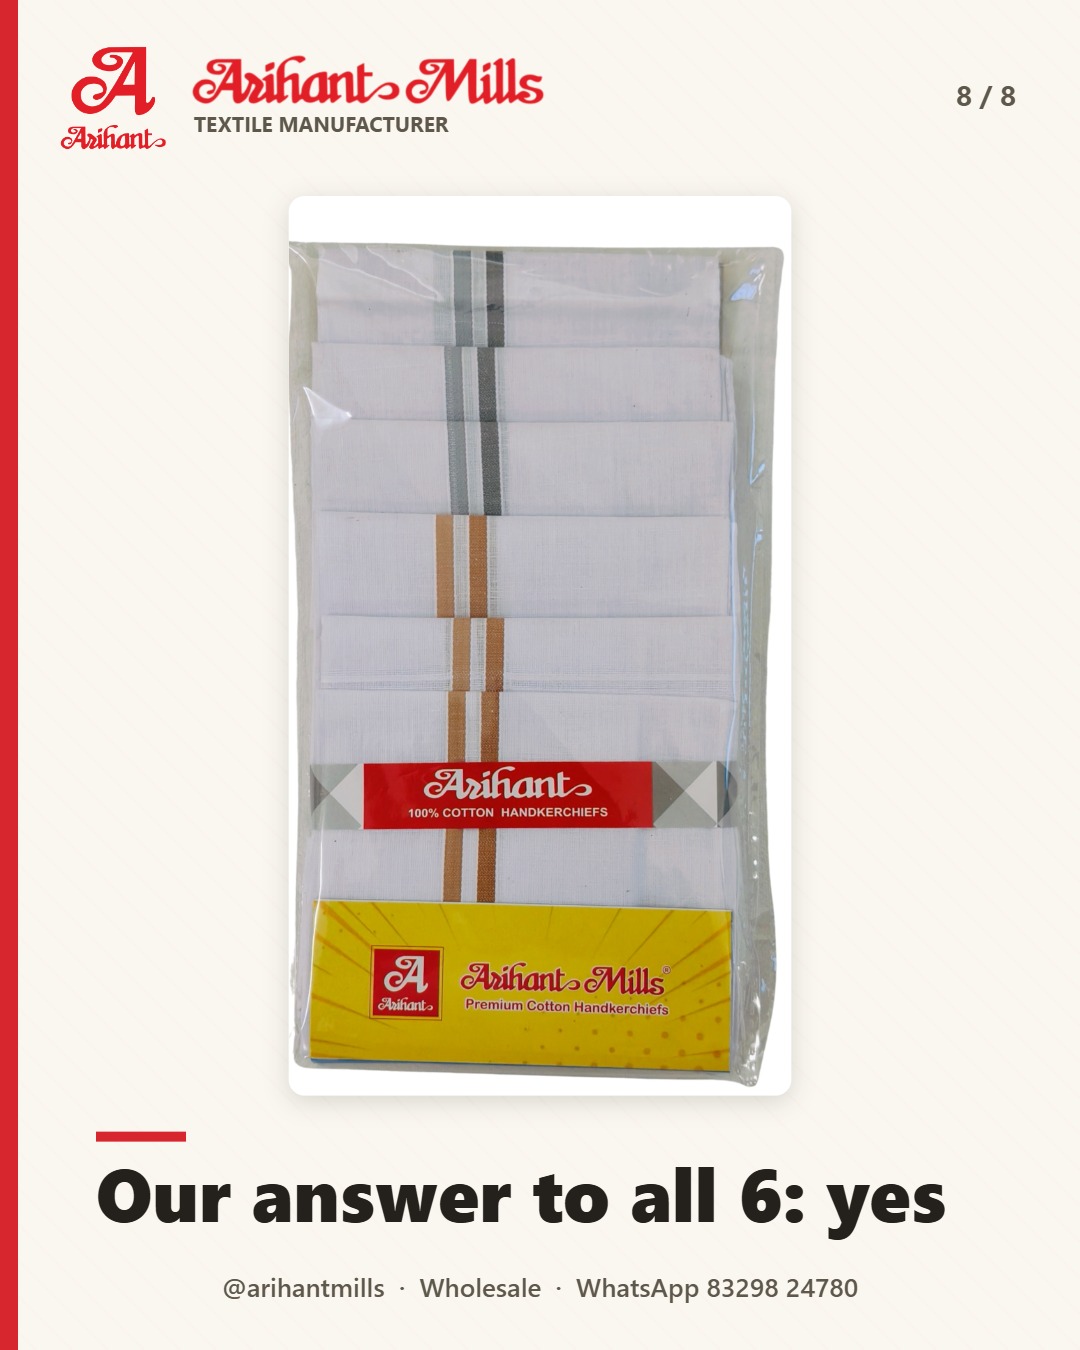 A
Arihant
Arihant Mills
TEXTILE MANUFACTURER
8 / 8
Arihant
100% COTTON HANDKERCHIEFS
A
Arihant
Arihant Mills®
Premium Cotton Handkerchiefs
Our answer to all 6: yes
@arihantmills · Wholesale · WhatsApp 83298 24780